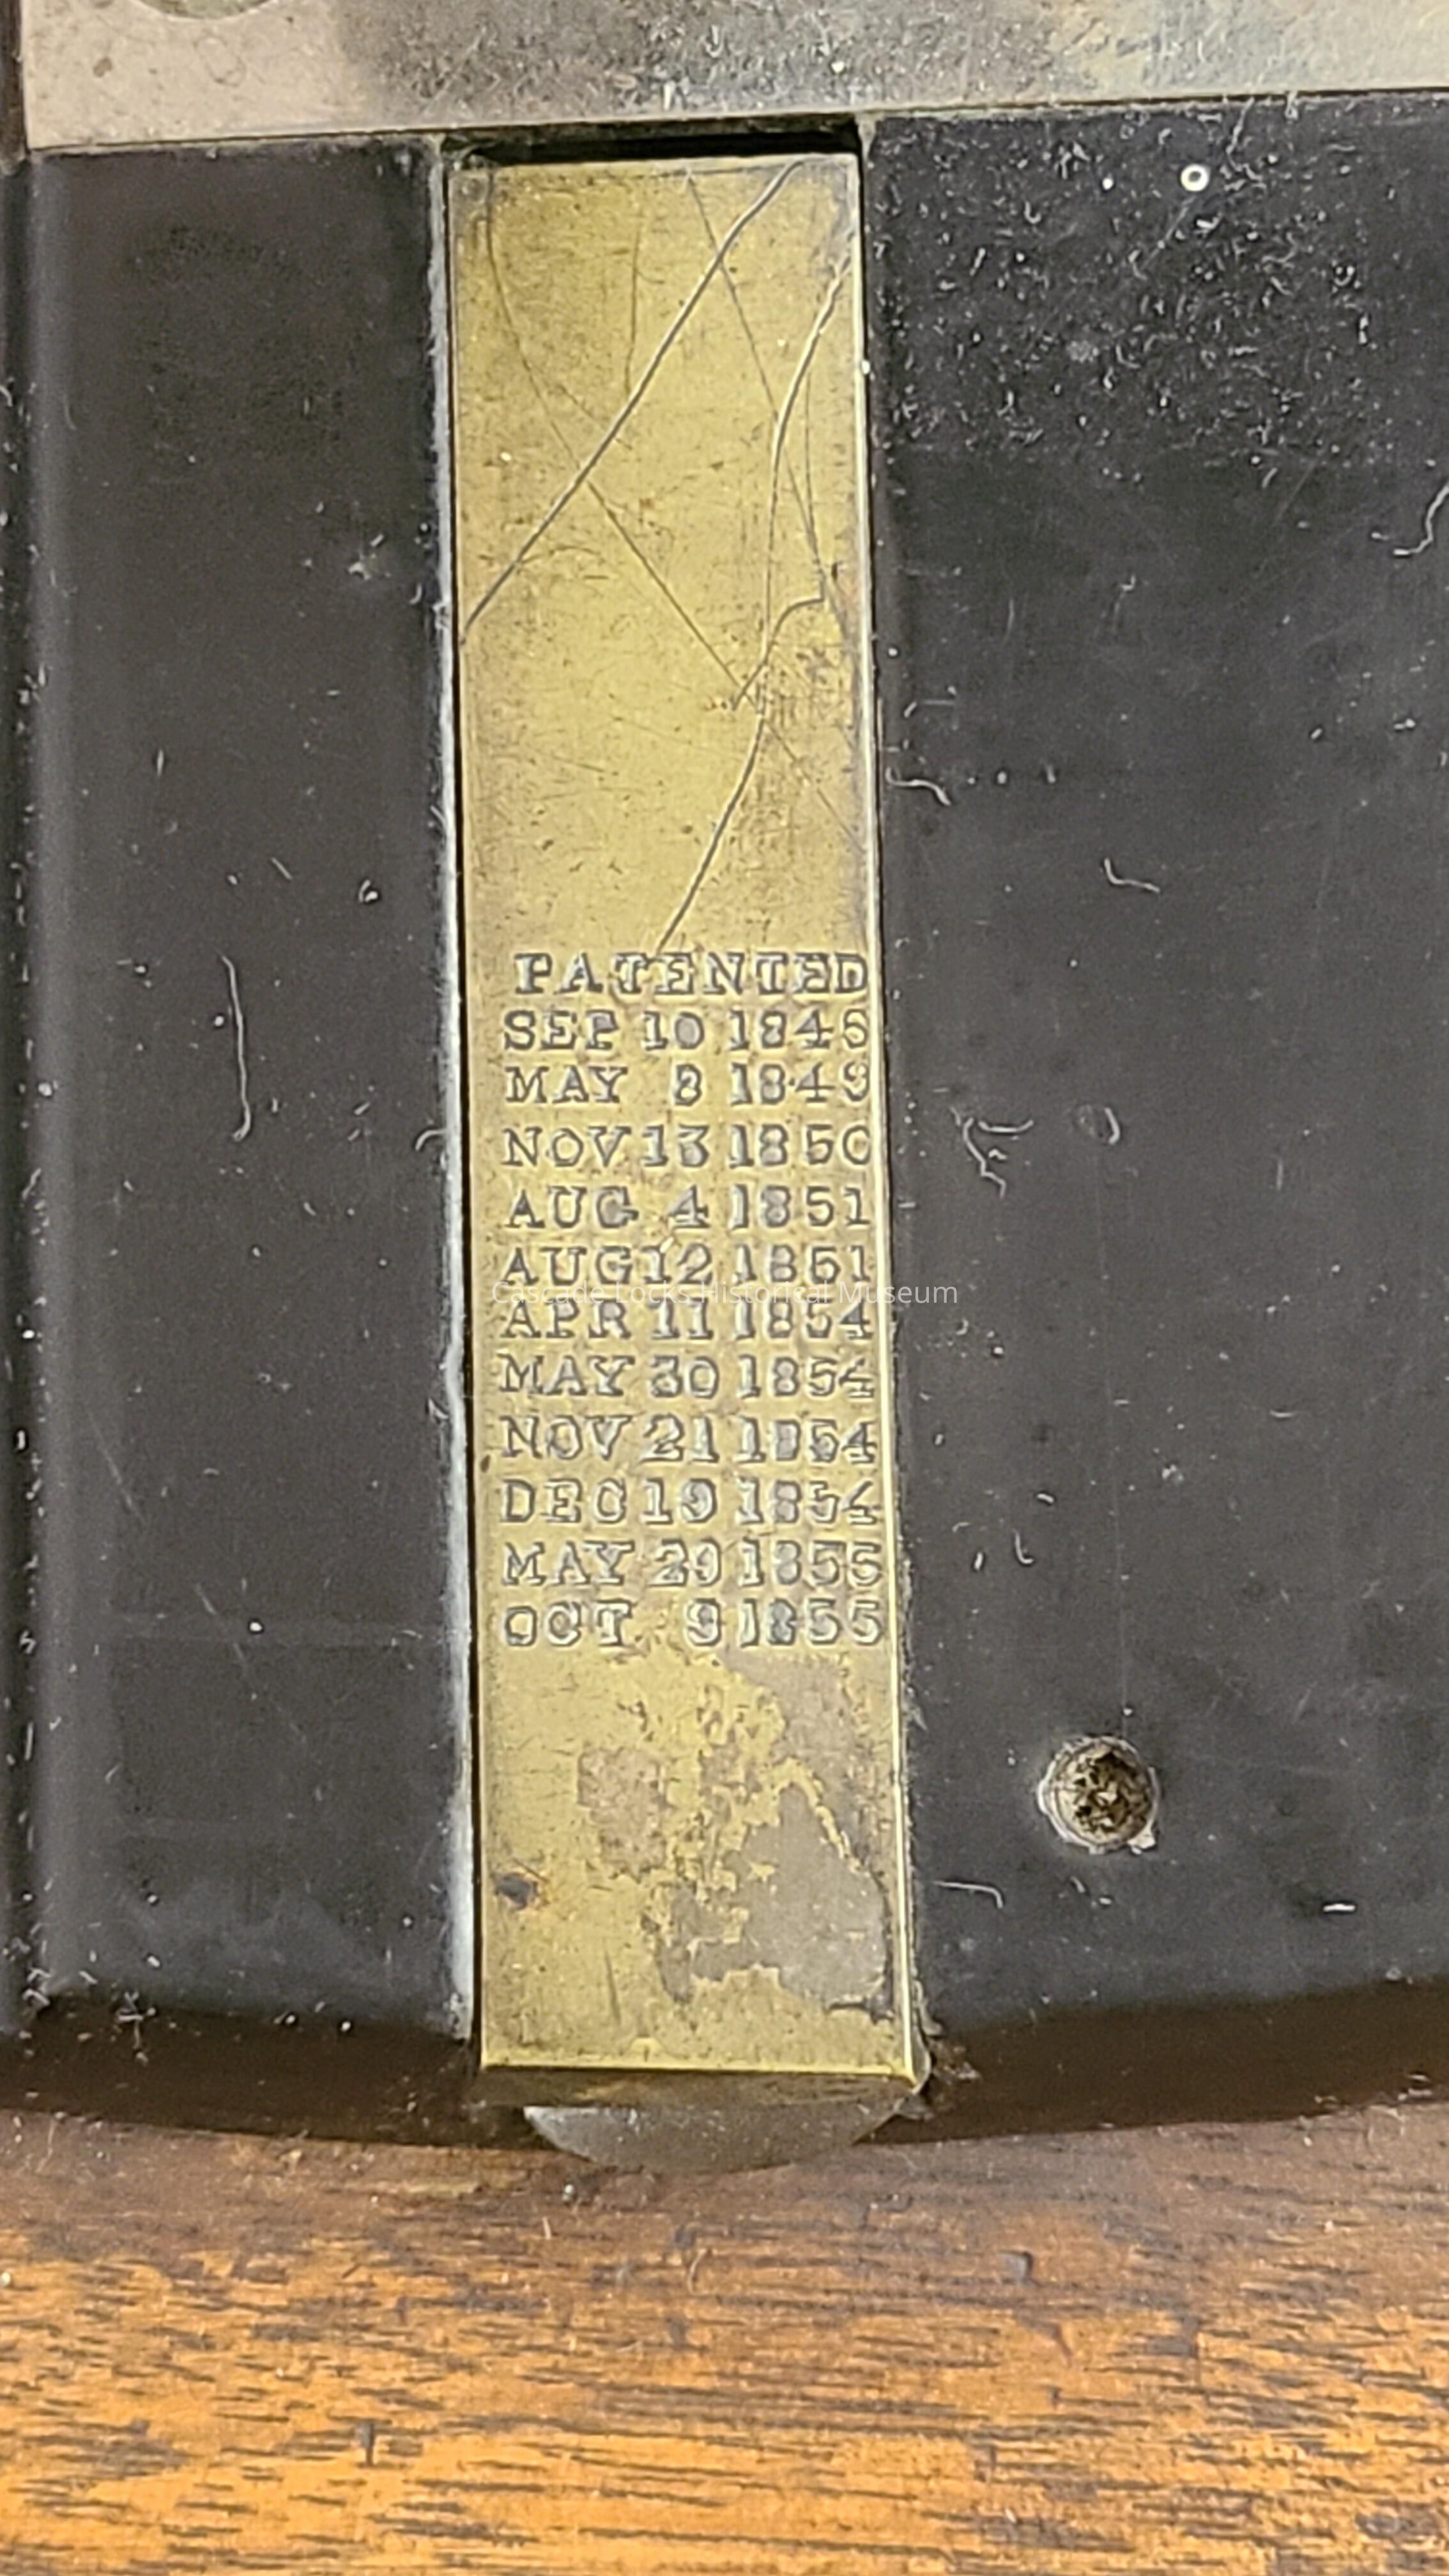 PATENTED
SEP 10 1846
MAY 8 1849
NOV 13 1850
AUG 4 1851
AUG 12 1851
Cascade Locks Historical Museum
APR 11 1854
MAY 30 1854
NOV 21 1854
DEC 19 1854
MAY 29 1855
OCT 9 1855